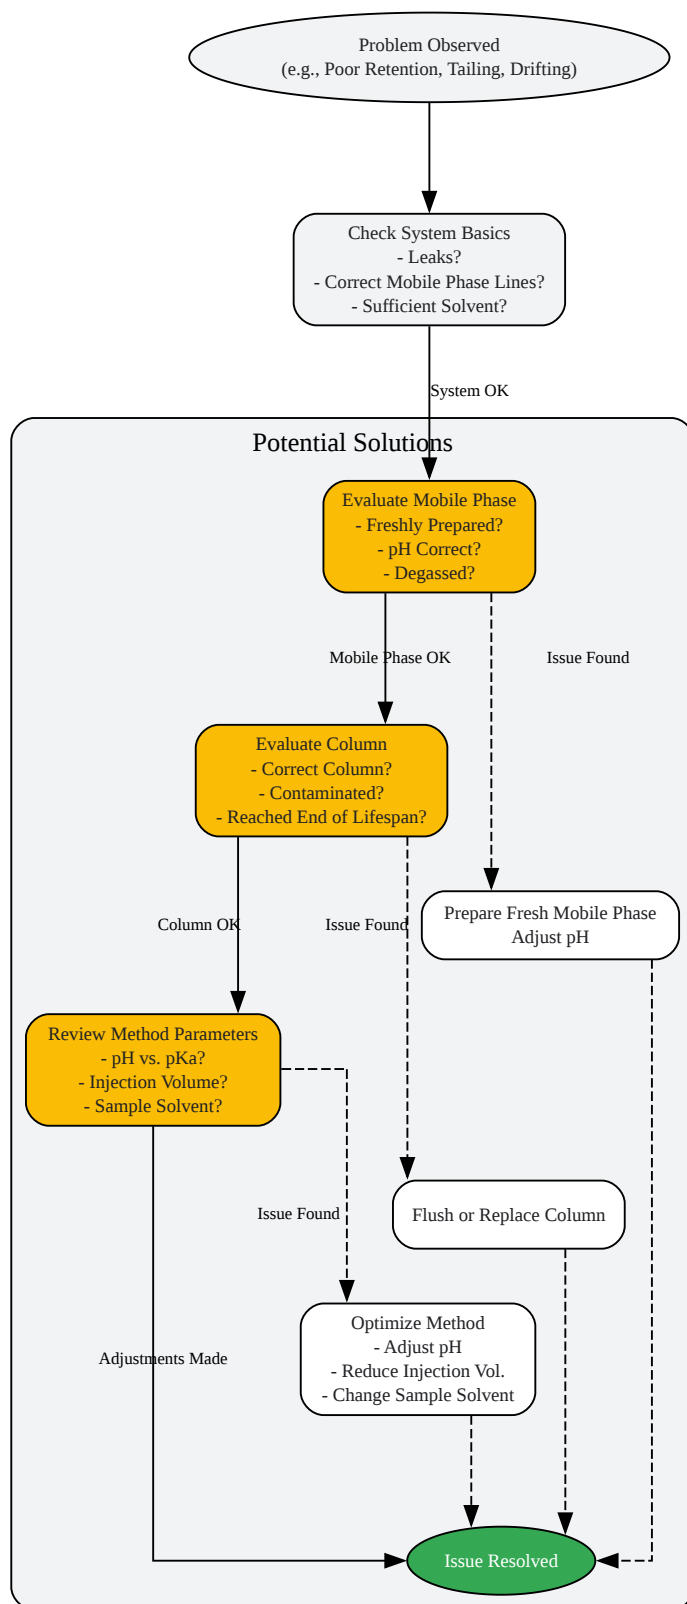 Problem Observed
(e.g., Poor Retention, Tailing, Drifting)
Check System Basics
- Leaks?
- Correct Mobile Phase Lines?
- Sufficient Solvent?
System OK
Potential Solutions
Evaluate Mobile Phase
- Freshly Prepared?
- pH Correct?
- Degassed?
Mobile Phase OK
Issue Found
Evaluate Column
- Correct Column?
- Contaminated?
- Reached End of Lifespan?
Column OK
Issue Found
Prepare Fresh Mobile Phase
Adjust pH
Review Method Parameters
- pH vs. pKa?
- Injection Volume?
- Sample Solvent?
Issue Found
Flush or Replace Column
Optimize Method
- Adjust pH
- Reduce Injection Vol.
- Change Sample Solvent
Adjustments Made
Issue Resolved